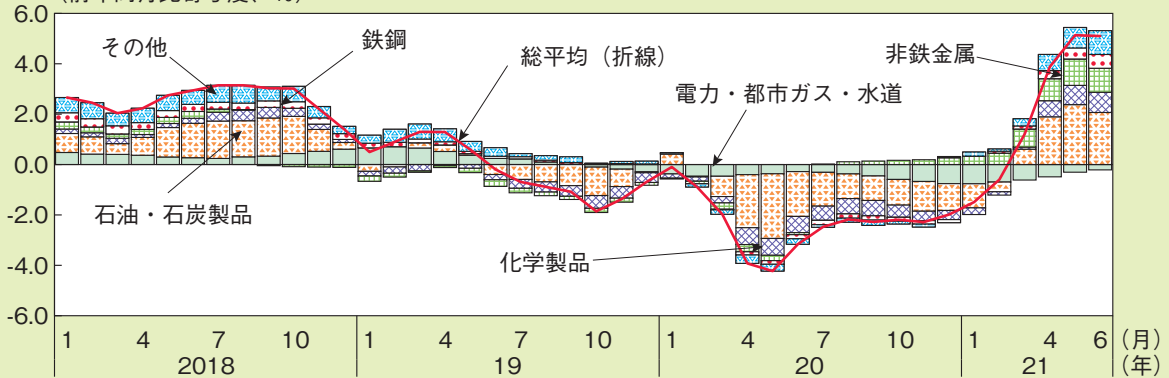 6.0
4.0
2.0
0.0
-2.0
-4.0
-6.0
その他
鉄鋼
総平均（折線）
非鉄金属
電力・都市ガス・水道
石油・石炭製品
化学製品
1 4 7 10 1 4 7 10 1 4 7 10 1 4 6 （月）
2018 19 20 21 （年）